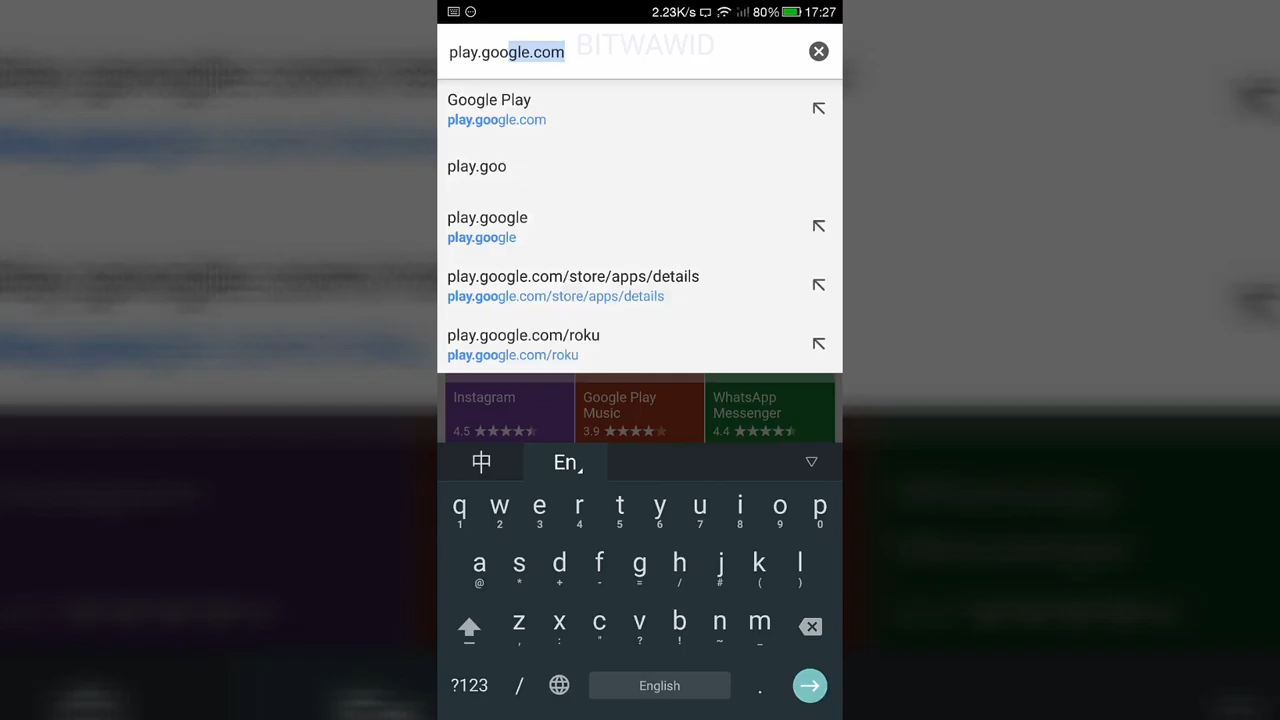 2.23K/s 80% 17:27
play.google.com BITWAWID
Google Play
play.google.com
play.goo
play.google
play.google
play.google.com/store/apps/details
play.google.com/store/apps/details
play.google.com/roku
play.google.com/roku
Instagram
4.5
Google Play
Music
3.9
WhatsApp
Messenger
4.4
中 En
q w e r t y u i o p
1 2 3 4 5 6 7 8 9 0
a s d f g h j k l
@ * + - = / # ( )
z x c v b n m
, : " ? ! ~ _
?123 / English .